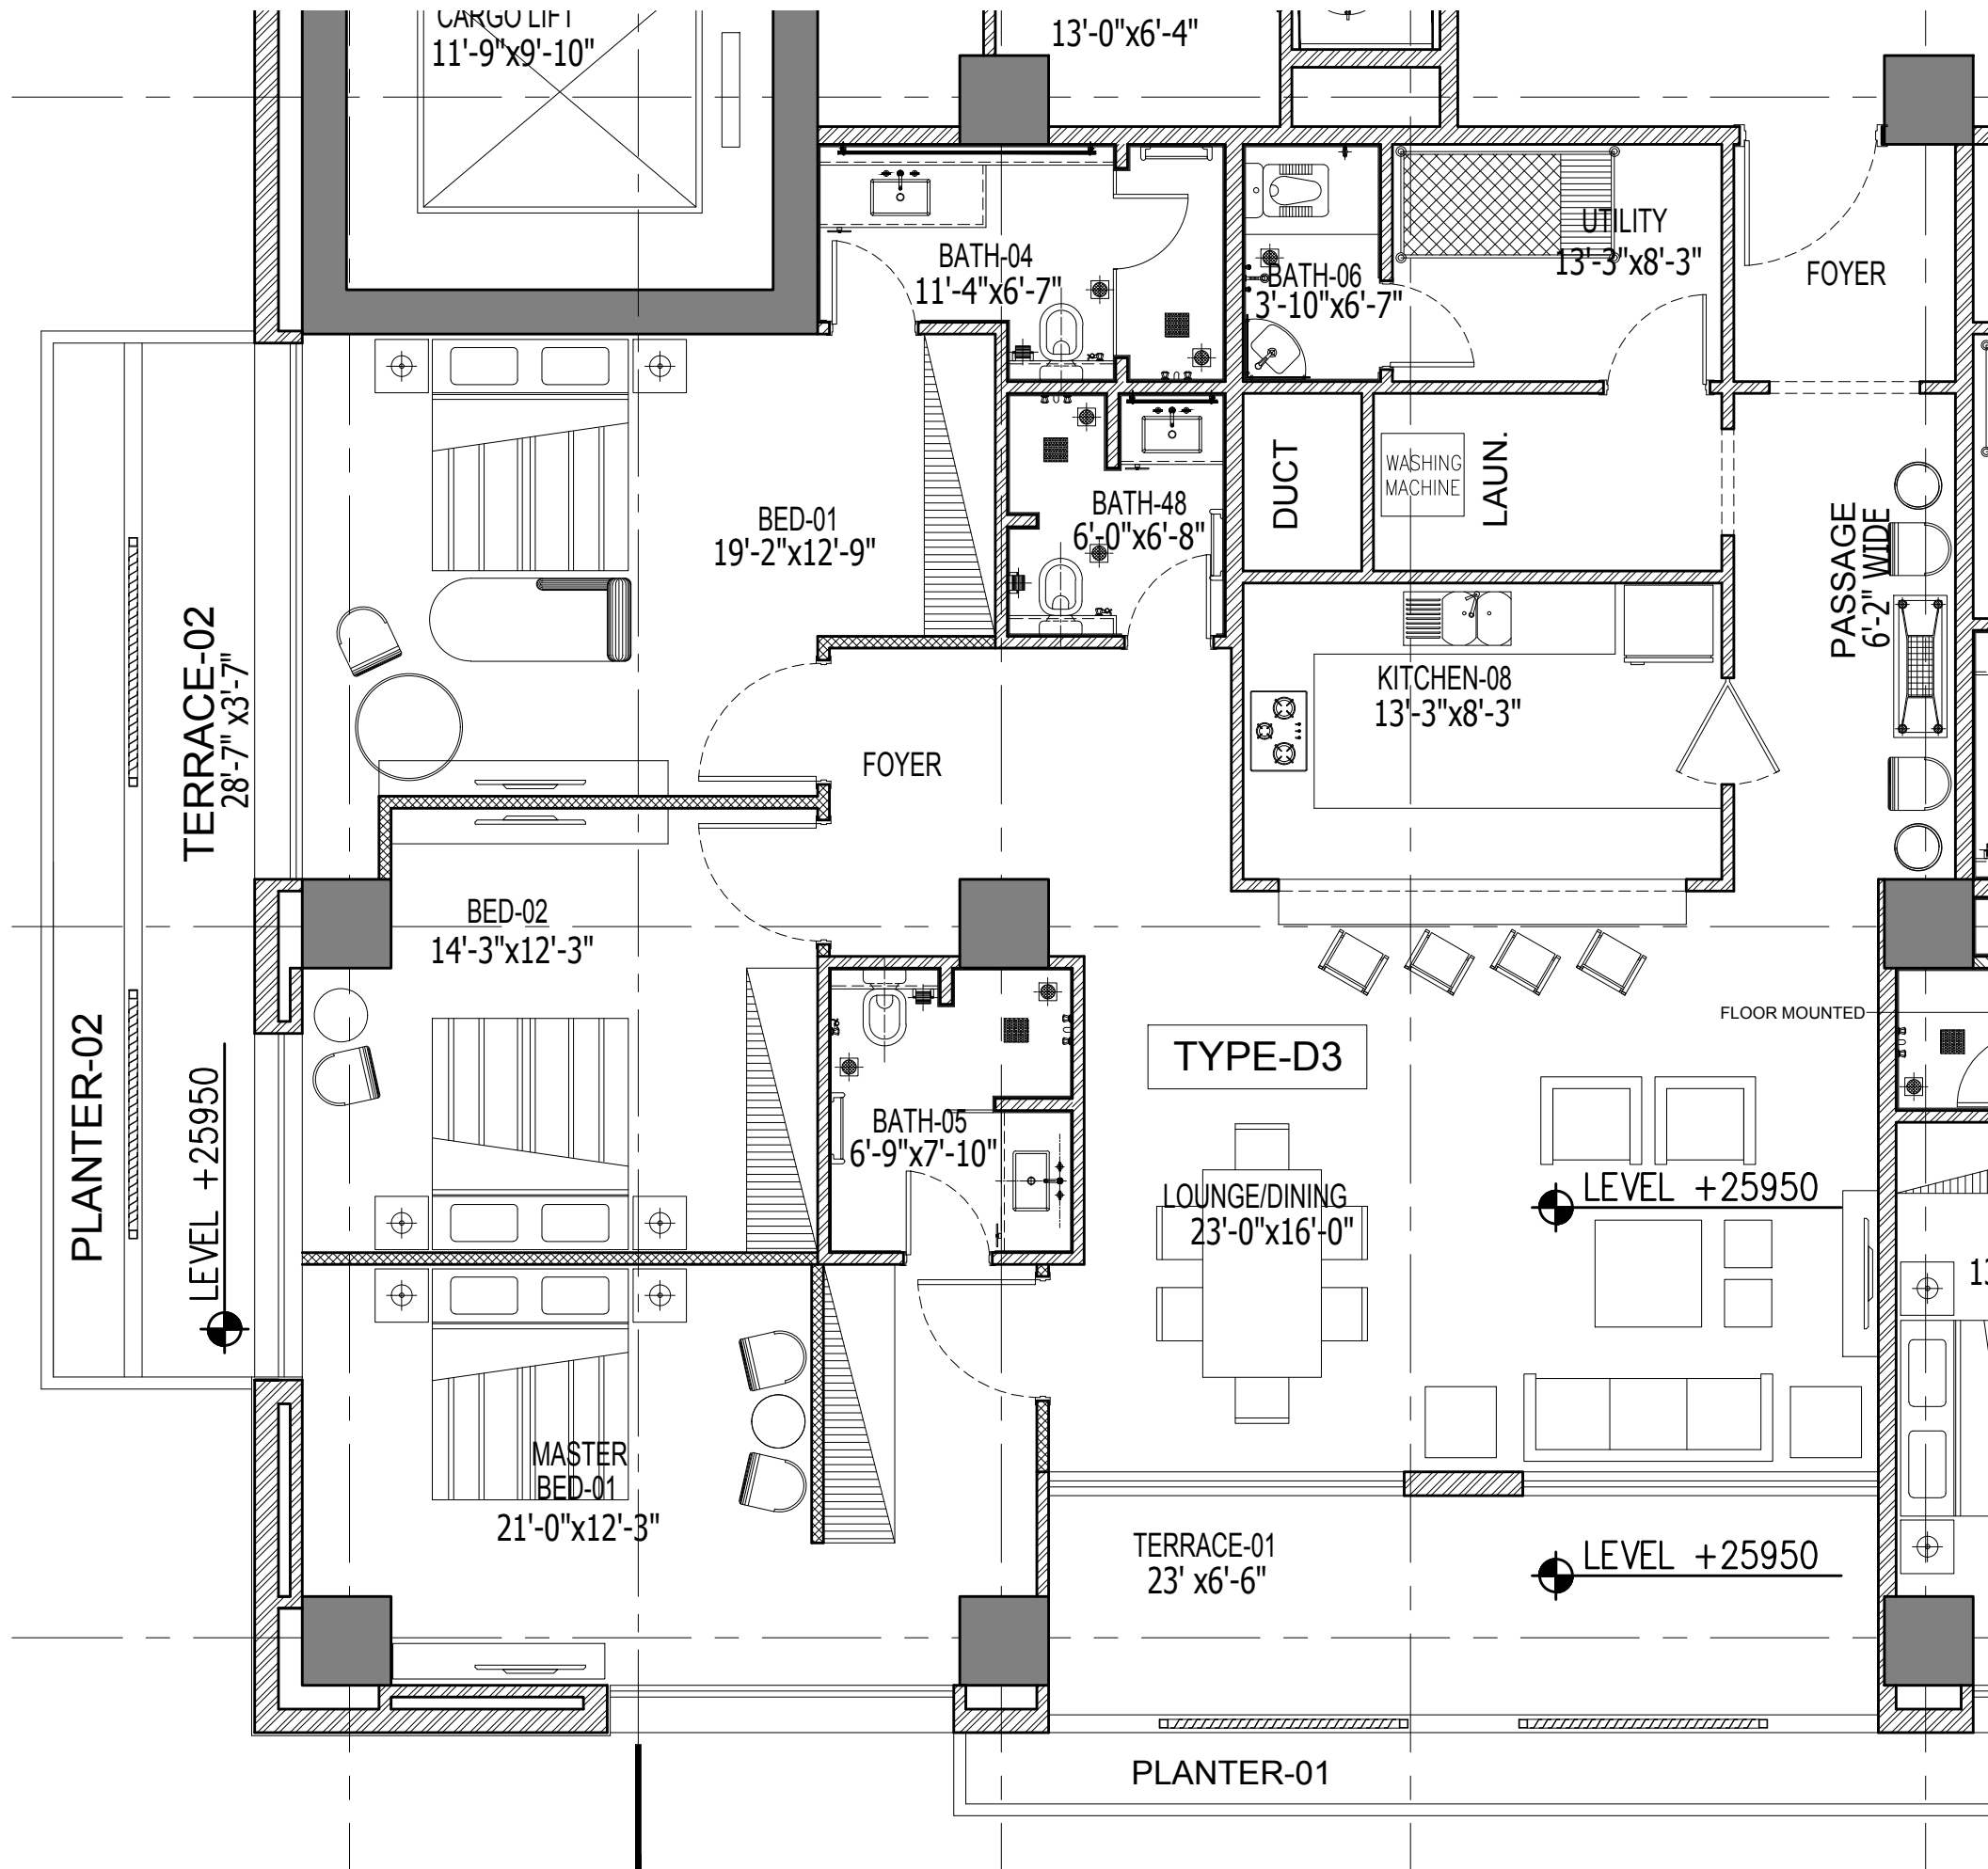 CARGO LIFT
11'-9"x9'-10"
13'-0"x6'-4"
BATH-04
11'-4"x6'-7"
BATH-06
3'-10"x6'-7"
UTILITY
13'-3"x8'-3"
FOYER
BED-01
19'-2"x12'-9"
BATH-48
6'-0"x6'-8"
DUCT
WASHING
MACHINE
LAUN.
PASSAGE
6'-2" WIDE
TERRACE-02
28'-7" x3'-7"
KITCHEN-08
13'-3"x8'-3"
FOYER
BED-02
14'-3"x12'-3"
FLOOR MOUNTED
TYPE-D3
PLANTER-02
LEVEL +25950
BATH-05
6'-9"x7'-10"
LOUNGE/DINING
23'-0"x16'-0"
LEVEL +25950
MASTER
BED-01
21'-0"x12'-3"
TERRACE-01
23' x6'-6"
LEVEL +25950
PLANTER-01